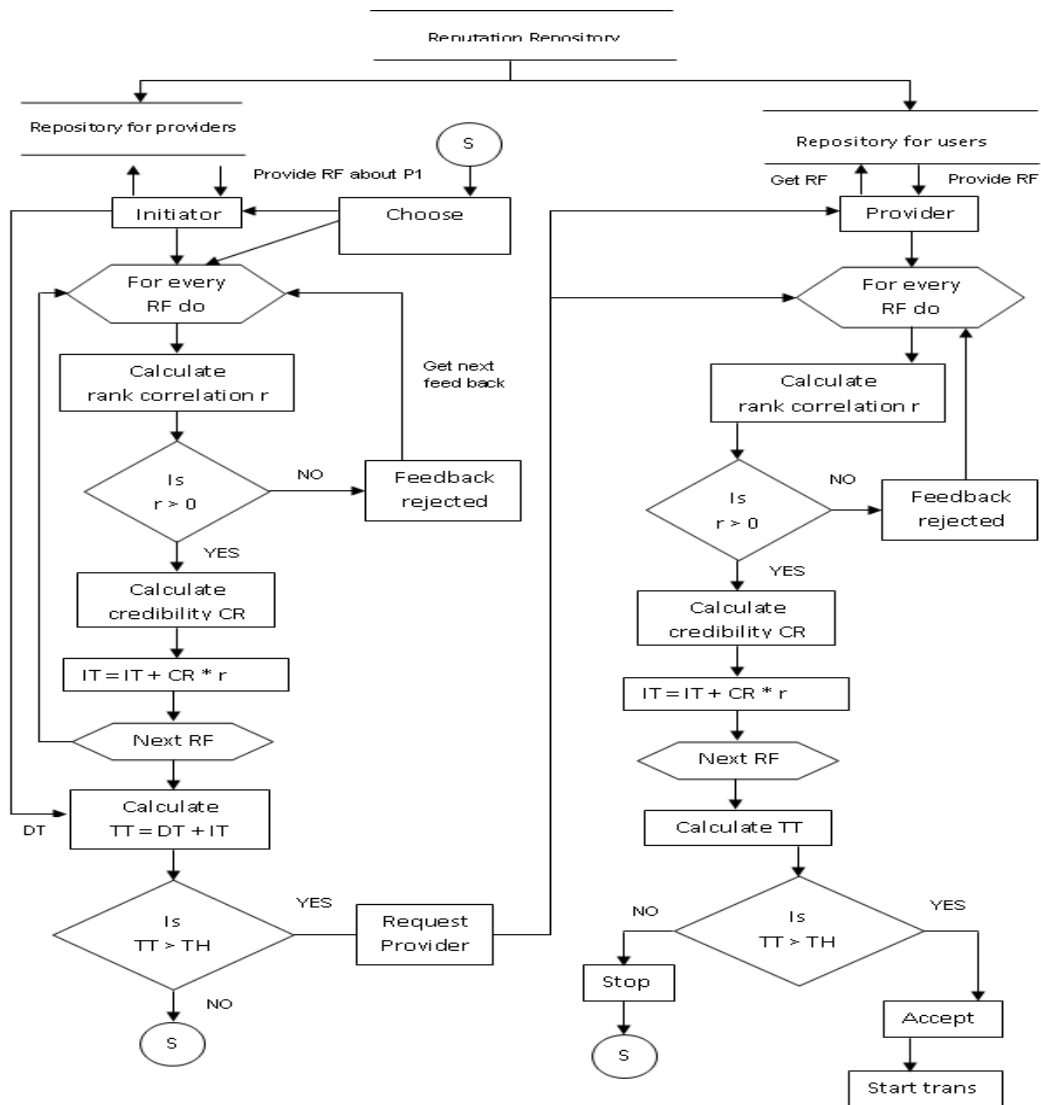 Reputation Repository
Repository for providers
S
Repository for users
Provide RF about P1
Get RF
Provide RF
Initiator
Choose
Provider
For every
RF do
For every
RF do
Calculate
rank correlation r
Get next
feed back
Calculate
rank correlation r
Is
r > 0
NO
Feedback
rejected
Is
r > 0
NO
Feedback
rejected
YES
YES
Calculate
credibility CR
Calculate
credibility CR
IT = IT + CR * r
IT = IT + CR * r
Next RF
Next RF
DT
Calculate
TT = DT + IT
Calculate TT
Is
TT > TH
YES
Request
Provider
NO
Is
TT > TH
YES
NO
Stop
S
S
Accept
Start trans